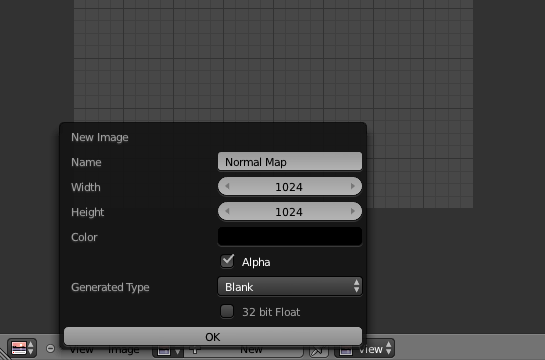 New Image
Name Normal Map
Width 1024
Height 1024
Color
Alpha
Generated Type Blank
32 bit Float
OK
View Image New View